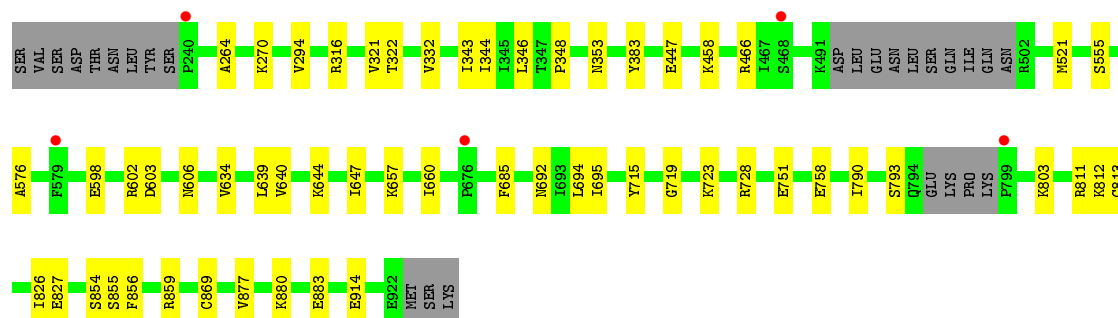 SER VAL SER ASP THR ASN LEU TYR SER P240 A264 K270 V294 R316 V321 T322 V332 I343 I344 I345 L346 T347 P348 N353 Y383 E447 K458 R466 I467 S468 K491 ASP LEU GLU ASN LEU SER GLN ILE GLN ASN R502 M521 S555
A576 F579 E598 R602 D603 N606 V634 L639 V640 K644 I647 K657 I660 P676 F685 N692 I693 L694 I695 Y715 G719 K723 R728 E751 E758 I790 S793 Q794 GLU LYS PRO LYS P799 K803 R811 K812
I826 E827 S854 S855 F856 R859 C869 V877 K880 E883 E914 E922 MET SER LYS